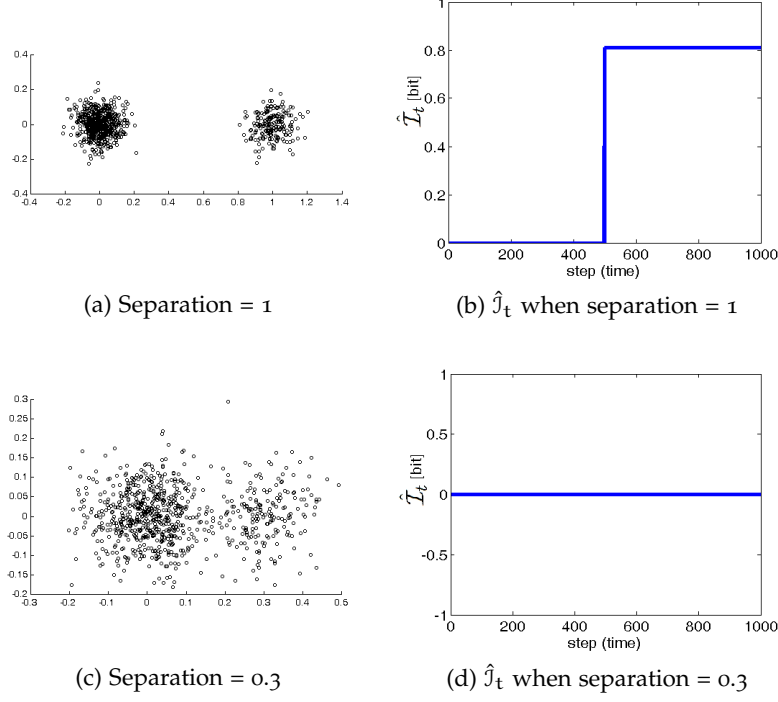 0.4
0.2
0
-0.2
-0.4
-0.4 -0.2 0 0.2 0.4 0.6 0.8 1 1.2 1.4
(a) Separation = 1
1
0.8
0.6
0.4
0.2
0
Î_t [bit]
0 200 400 600 800 1000
step (time)
(b) Î_t when separation = 1
0.3
0.25
0.2
0.15
0.1
0.05
0
-0.05
-0.1
-0.15
-0.2
-0.3 -0.2 -0.1 0 0.1 0.2 0.3 0.4 0.5
(c) Separation = 0.3
1
0.5
0
-0.5
-1
Î_t [bit]
0 200 400 600 800 1000
step (time)
(d) Î_t when separation = 0.3